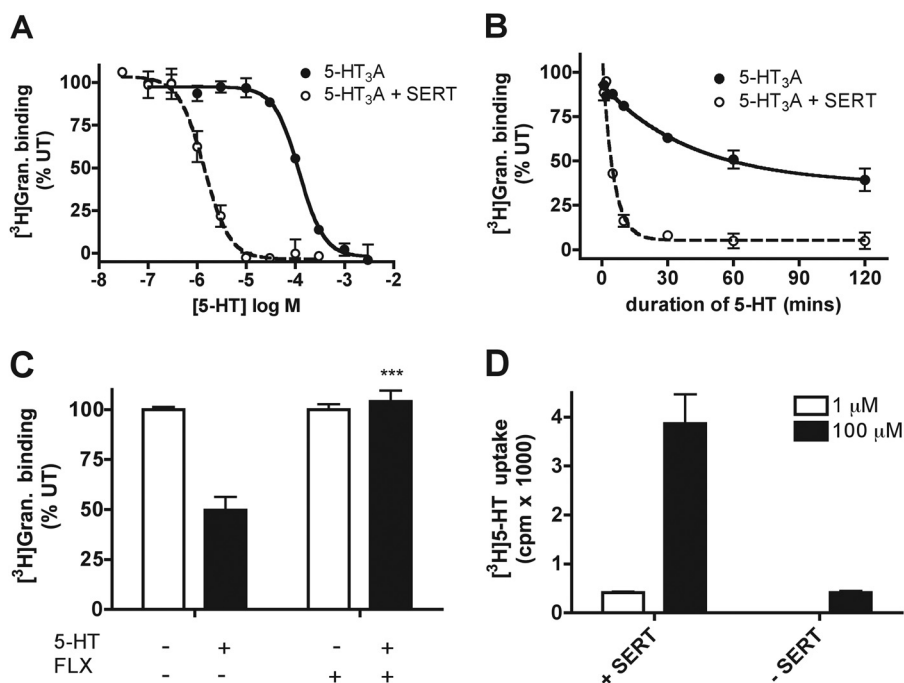 A
[³H]Gran. binding
(% UT)
100
75
50
25
0
-8 -7 -6 -5 -4 -3 -2
[5-HT] log M
5-HT₃A
5-HT₃A + SERT
B
[³H]Gran. binding
(% UT)
100
75
50
25
0
0 30 60 90 120
duration of 5-HT (mins)
5-HT₃A
5-HT₃A + SERT
C
[³H]Gran. binding
(% UT)
100
75
50
25
0
***
5-HT - + - +
FLX - - + +
D
[³H]5-HT uptake
(cpm x 1000)
4
3
2
1
0
1 μM
100 μM
+ SERT
- SERT